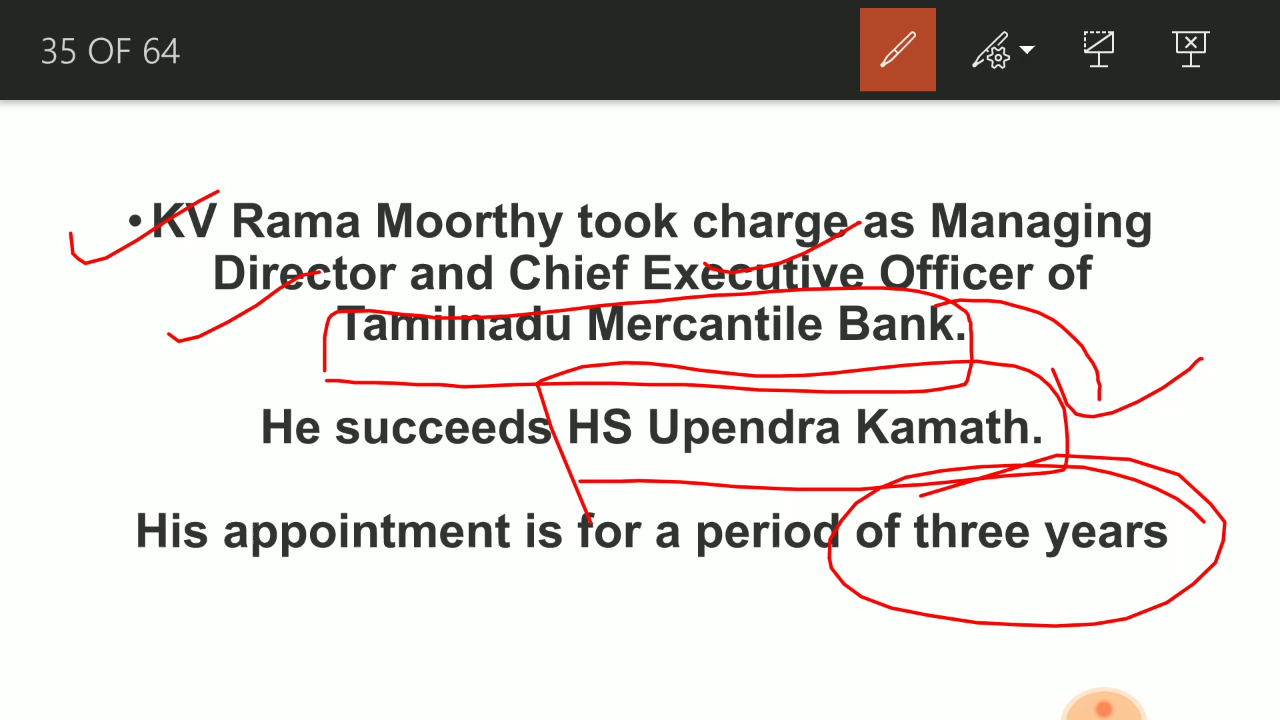 35 OF 64
• KV Rama Moorthy took charge as Managing
Director and Chief Executive Officer of
Tamilnadu Mercantile Bank.
He succeeds HS Upendra Kamath.
His appointment is for a period of three years